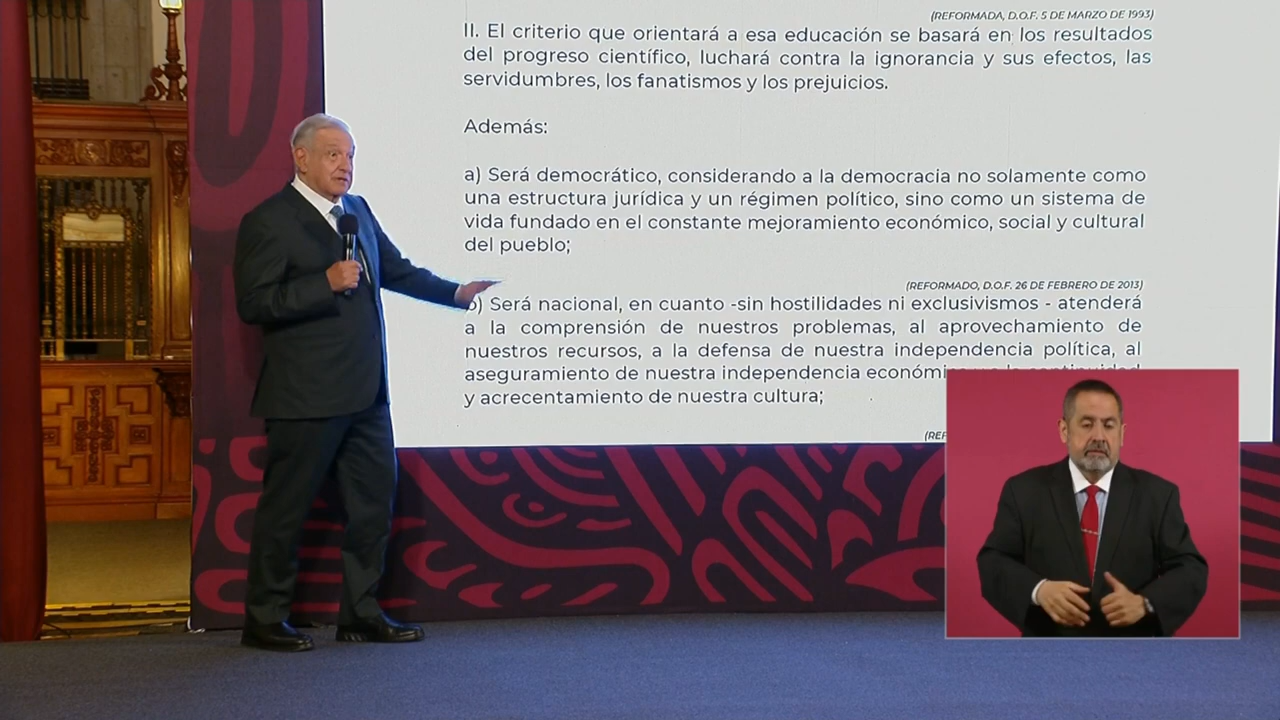 (REFORMADA, D.O.F. 5 DE MARZO DE 1993)
II. El criterio que orientará a esa educación se basará en los resultados
del progreso científico, luchará contra la ignorancia y sus efectos, las
servidumbres, los fanatismos y los prejuicios.
Además:
a) Será democrático, considerando a la democracia no solamente como
una estructura jurídica y un régimen político, sino como un sistema de
vida fundado en el constante mejoramiento económico, social y cultural
del pueblo;
(REFORMADO, D.O.F. 26 DE FEBRERO DE 2013)
b) Será nacional, en cuanto -sin hostilidades ni exclusivismos - atenderá
a la comprensión de nuestros problemas, al aprovechamiento de
nuestros recursos, a la defensa de nuestra independencia política, al
aseguramiento de nuestra independencia
y acrecentamiento de nuestra cultura;